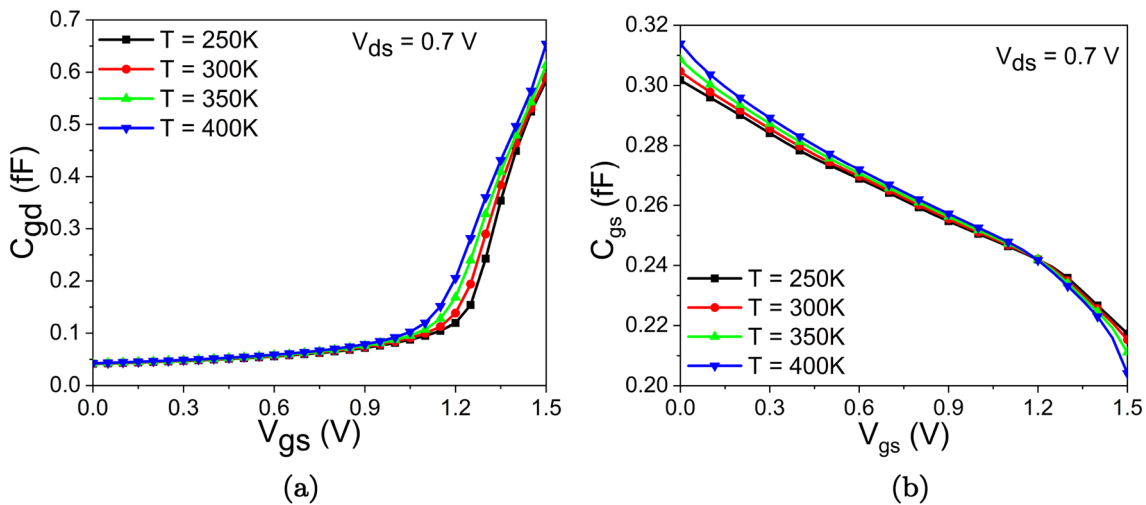 0.7
0.6
0.5
0.4
0.3
0.2
0.1
0.0
C_gd (fF)
T = 250K
T = 300K
T = 350K
T = 400K
V_ds = 0.7 V
0.0 0.3 0.6 0.9 1.2 1.5
V_gs (V)
(a)
0.32
0.30
0.28
0.26
0.24
0.22
0.20
C_gs (fF)
V_ds = 0.7 V
T = 250K
T = 300K
T = 350K
T = 400K
0.0 0.3 0.6 0.9 1.2 1.5
V_gs (V)
(b)